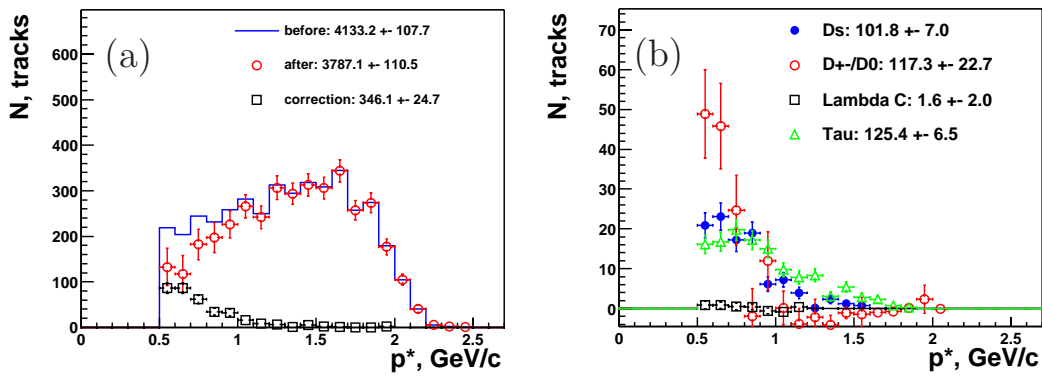 (a)
before: 4133.2 +- 107.7
after: 3787.1 +- 110.5
correction: 346.1 +- 24.7
N, tracks
600
500
400
300
200
100
0
0 0.5 1 1.5 2 2.5
p*, GeV/c
(b)
Ds: 101.8 +- 7.0
D+-/D0: 117.3 +- 22.7
Lambda C: 1.6 +- 2.0
Tau: 125.4 +- 6.5
N, tracks
70
60
50
40
30
20
10
0
0 0.5 1 1.5 2 2.5
p*, GeV/c